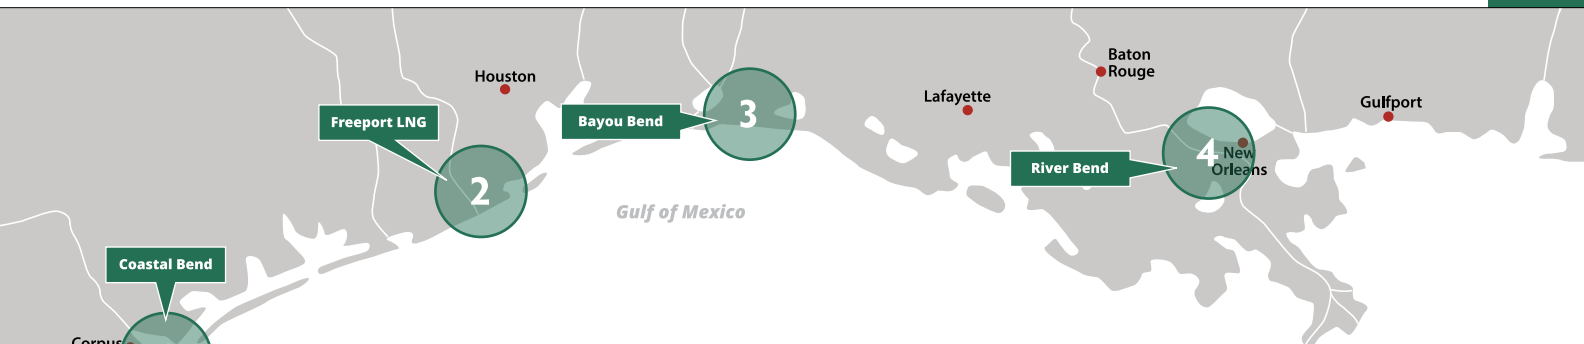 Baton
Rouge
Houston
Lafayette
Gulfport
Freeport LNG
Bayou Bend
3
4
New
Orleans
River Bend
2
Gulf of Mexico
Coastal Bend
Corpus